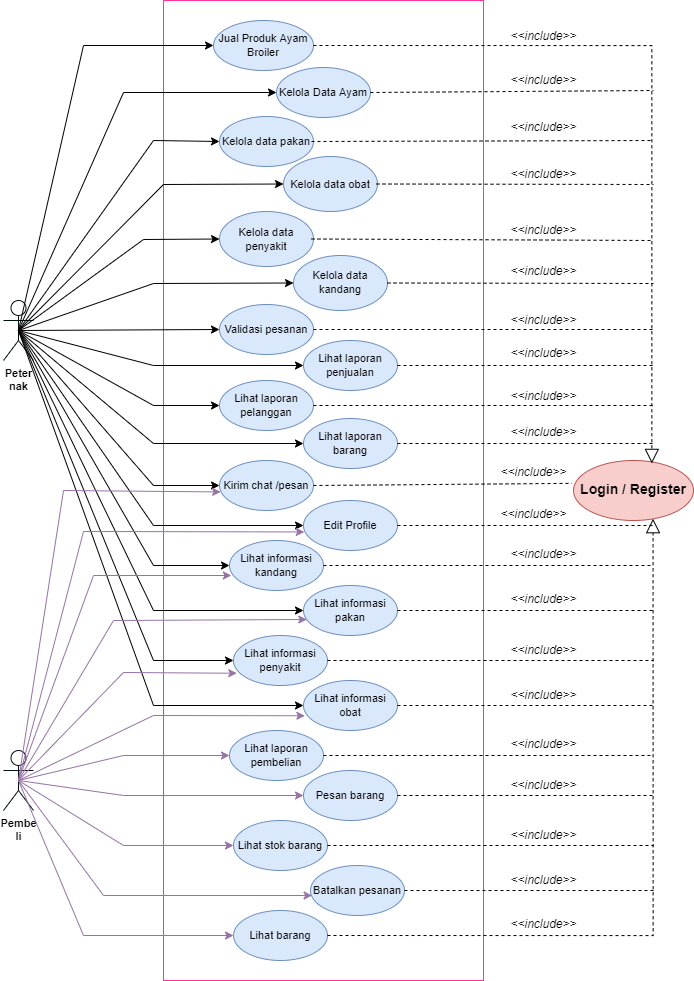 Jual Produk Ayam
Broiler
<<include>>
Kelola Data Ayam
<<include>>
Kelola data pakan
<<include>>
Kelola data obat
<<include>>
Kelola data
penyakit
<<include>>
Kelola data
kandang
<<include>>
Validasi pesanan
<<include>>
Peter
nak
Lihat laporan
penjualan
<<include>>
Lihat laporan
pelanggan
<<include>>
Lihat laporan
barang
<<include>>
Kirim chat /pesan
<<include>>
Login / Register
Edit Profile
<<include>>
Lihat informasi
kandang
<<include>>
Lihat informasi
pakan
<<include>>
Lihat informasi
penyakit
<<include>>
Lihat informasi
obat
<<include>>
Lihat laporan
pembelian
<<include>>
Pesan barang
<<include>>
Pembe
li
Lihat stok barang
<<include>>
Batalkan pesanan
<<include>>
Lihat barang
<<include>>